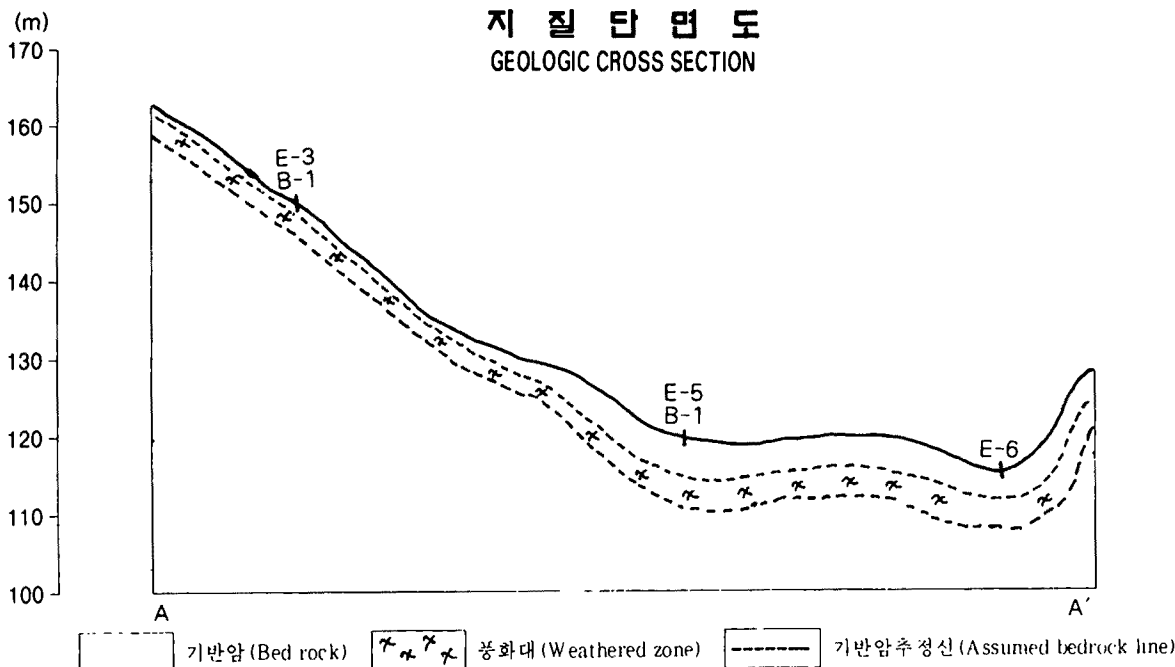 지 질 단 면 도
GEOLOGIC CROSS SECTION
(m)
170
160
150
140
130
120
110
100
E-3
B-1
E-5
B-1
E-6
A
A′
기반암 (Bed rock)
풍화대 (Weathered zone)
기반암추정선 (Assumed bedrock line)